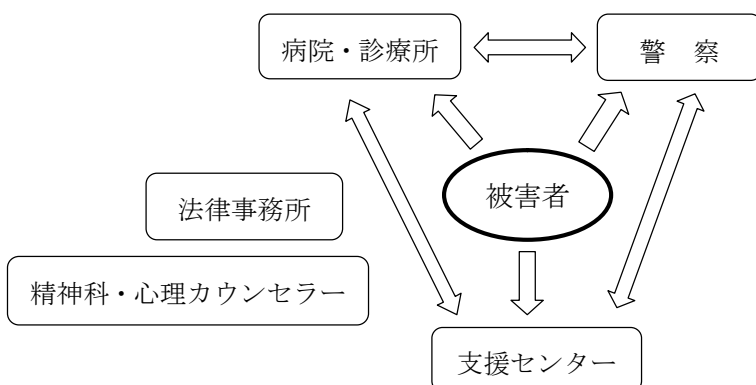 病院・診療所
警　察
被害者
法律事務所
精神科・心理カウンセラー
支援センター